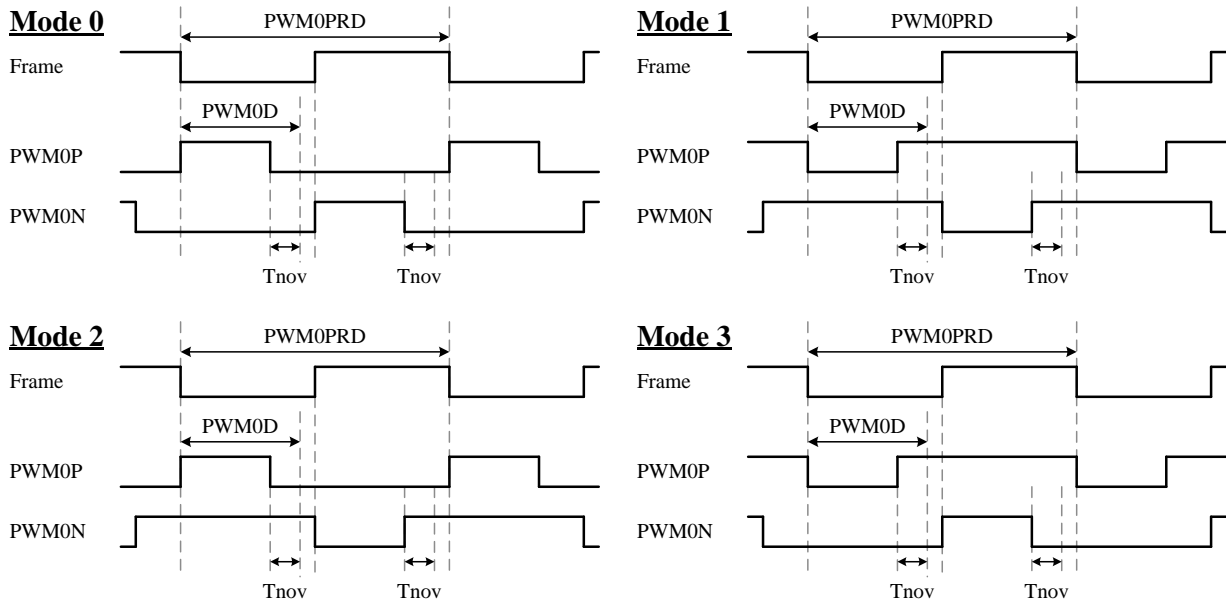 Mode 0
PWM0PRD
Frame
PWM0D
PWM0P
PWM0N
Tnov
Tnov
Mode 1
PWM0PRD
Frame
PWM0D
PWM0P
PWM0N
Tnov
Tnov
Mode 2
PWM0PRD
Frame
PWM0D
PWM0P
PWM0N
Tnov
Tnov
Mode 3
PWM0PRD
Frame
PWM0D
PWM0P
PWM0N
Tnov
Tnov